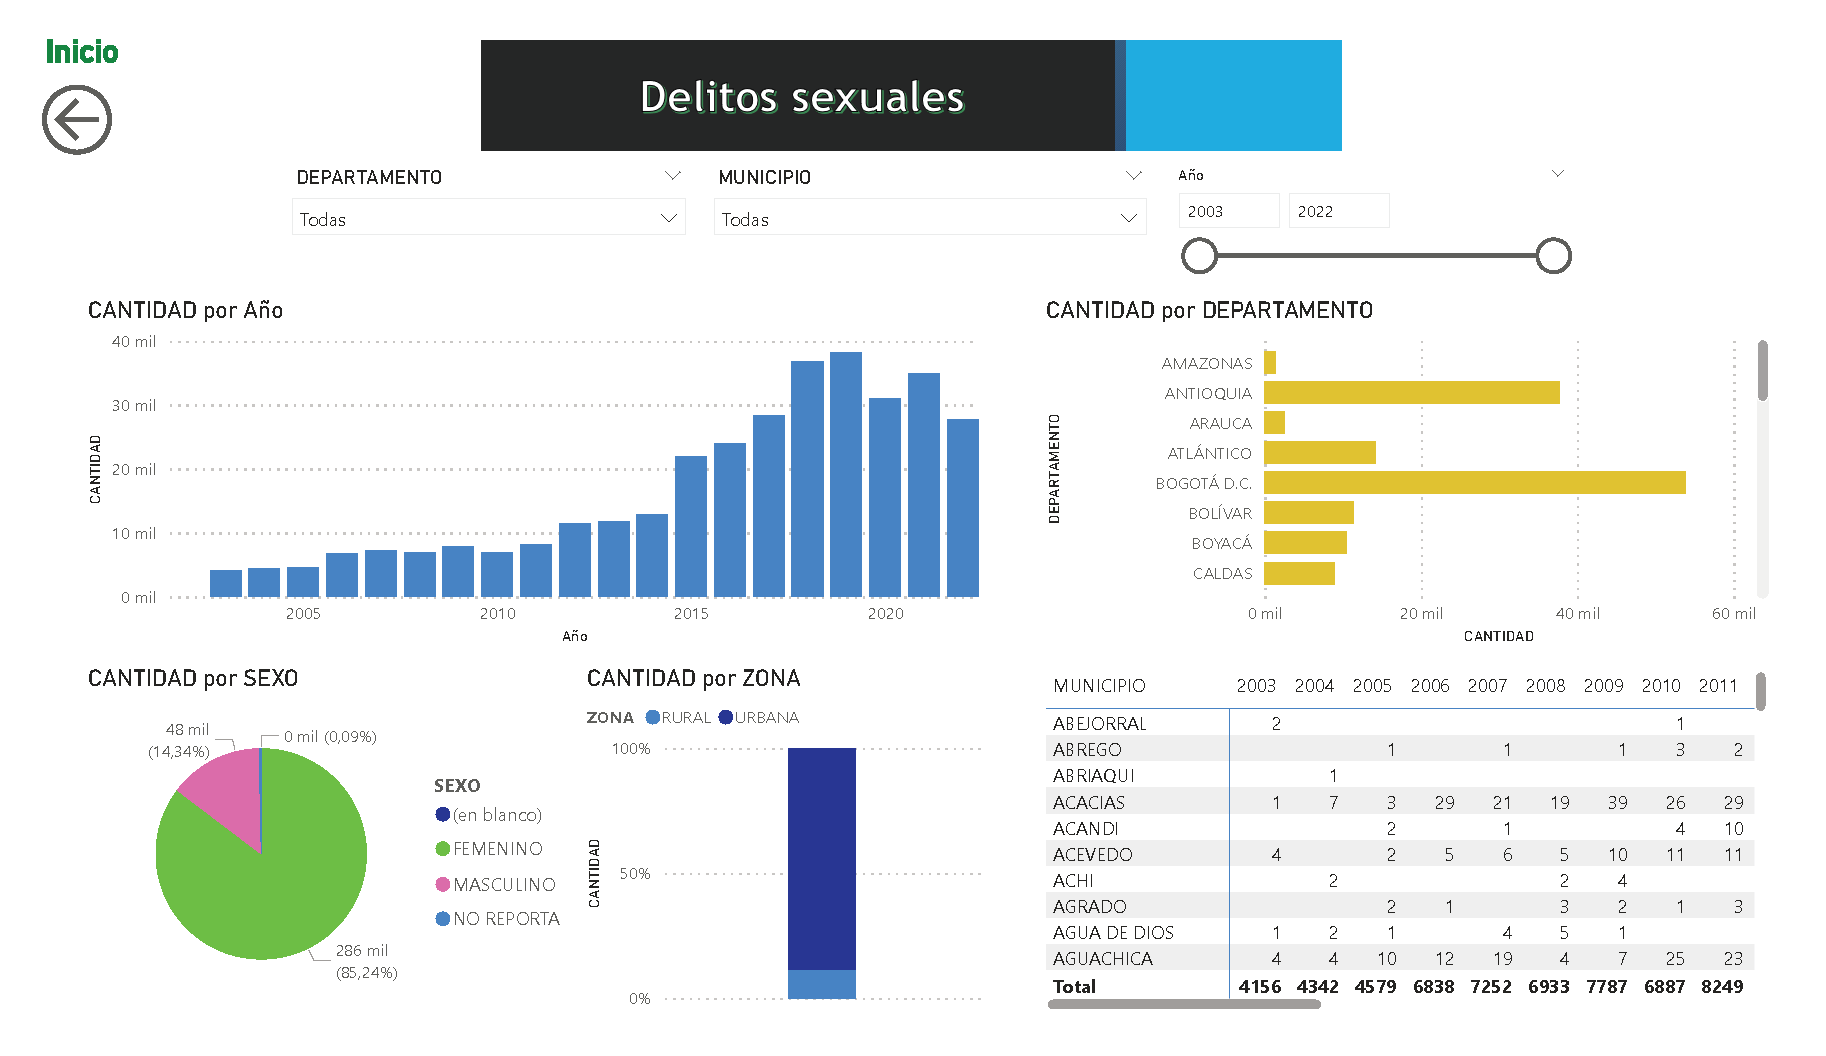 Inicio
Delitos sexuales
DEPARTAMENTO
Todas
MUNICIPIO
Todas
Año
2003 2022
CANTIDAD por Año
40 mil
30 mil
20 mil
10 mil
0 mil
CANTIDAD
2005 2010 2015 2020
Año
CANTIDAD por DEPARTAMENTO
DEPARTAMENTO
AMAZONAS
ANTIOQUIA
ARAUCA
ATLÁNTICO
BOGOTÁ D.C.
BOLÍVAR
BOYACÁ
CALDAS
0 mil 20 mil 40 mil 60 mil
CANTIDAD
CANTIDAD por SEXO
48 mil
(14,34%)
0 mil (0,09%)
286 mil
(85,24%)
SEXO
(en blanco)
FEMENINO
MASCULINO
NO REPORTA
CANTIDAD por ZONA
ZONA RURAL URBANA
100%
50%
0%
CANTIDAD
MUNICIPIO 2003 2004 2005 2006 2007 2008 2009 2010 2011
ABEJORRAL 2 1
ABREGO 1 1 1 3 2
ABRIAQUI 1
ACACIAS 1 7 3 29 21 19 39 26 29
ACANDI 2 1 4 10
ACEVEDO 4 2 5 6 5 10 11 11
ACHI 2 2 4
AGRADO 2 1 3 2 1 3
AGUA DE DIOS 1 2 1 4 5 1
AGUACHICA 4 4 10 12 19 4 7 25 23
Total 4156 4342 4579 6838 7252 6933 7787 6887 8249